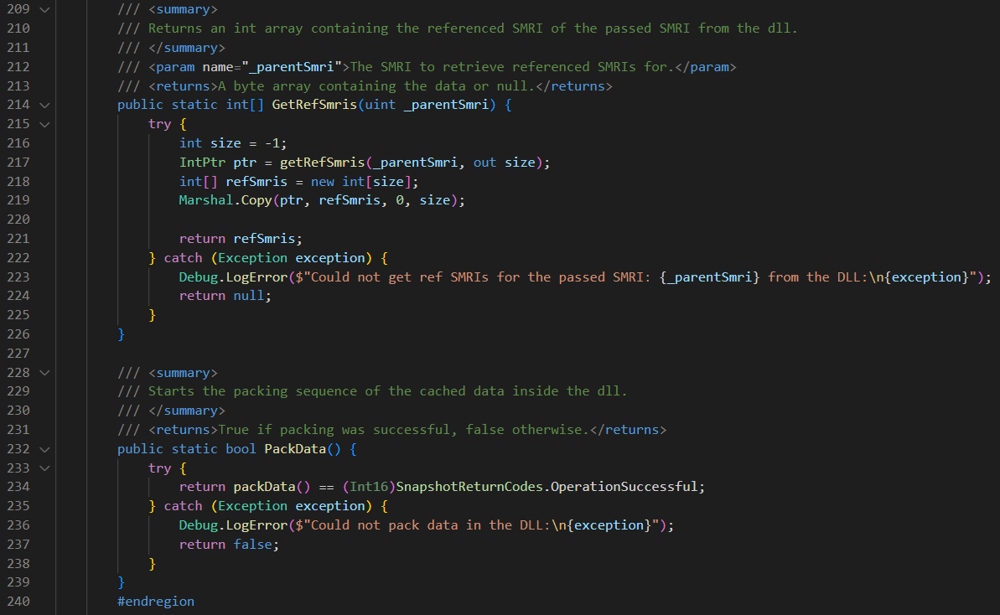 209 /// <summary>
210 /// Returns an int array containing the referenced SMRI of the passed SMRI from the dll.
211 /// </summary>
212 /// <param name="_parentSmri">The SMRI to retrieve referenced SMRIs for.</param>
213 /// <returns>A byte array containing the data or null.</returns>
214 public static int[] GetRefSmris(uint _parentSmri) {
215     try {
216         int size = -1;
217         IntPtr ptr = getRefSmris(_parentSmri, out size);
218         int[] refSmris = new int[size];
219         Marshal.Copy(ptr, refSmris, 0, size);
220
221         return refSmris;
222     } catch (Exception exception) {
223         Debug.LogError($"Could not get ref SMRIs for the passed SMRI: {_parentSmri} from the DLL:\n{exception}");
224         return null;
225     }
226 }
227
228 /// <summary>
229 /// Starts the packing sequence of the cached data inside the dll.
230 /// </summary>
231 /// <returns>True if packing was successful, false otherwise.</returns>
232 public static bool PackData() {
233     try {
234         return packData() == (Int16)SnapshotReturnCodes.OperationSuccessful;
235     } catch (Exception exception) {
236         Debug.LogError($"Could not pack data in the DLL:\n{exception}");
237         return false;
238     }
239 }
240 #endregion